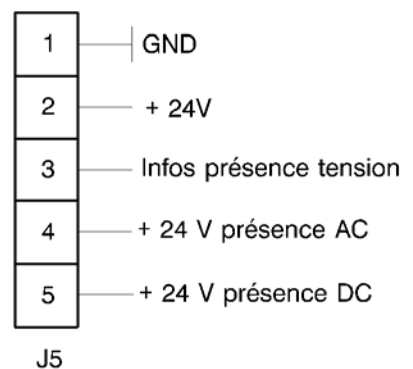 1 GND
2 + 24V
3 Infos présence tension
4 + 24 V présence AC
5 + 24 V présence DC
J5